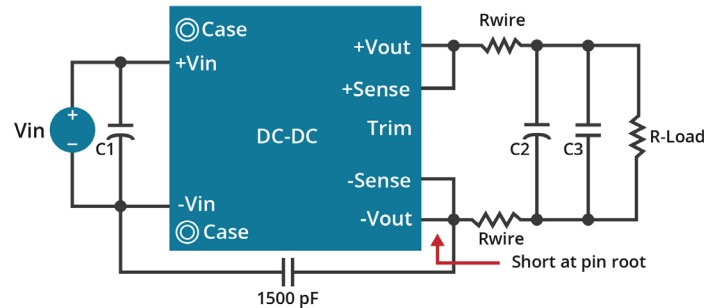 Case
Rwire
+Vout
+Vin
+Sense
Vin
+
−
C1
DC-DC
Trim
C2
C3
R-Load
-Sense
-Vin
-Vout
Case
Rwire
Short at pin root
1500 pF